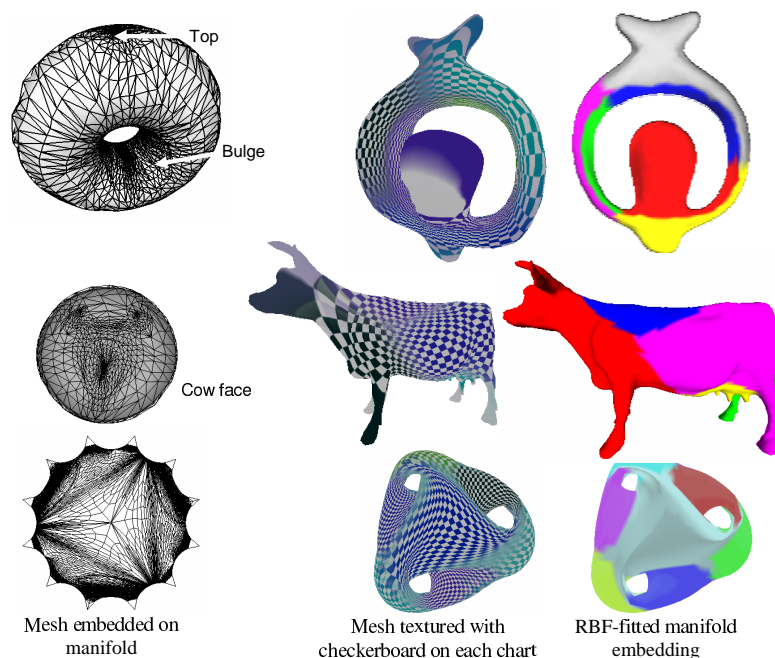 Top
Bulge
Cow face
Mesh embedded on
manifold
Mesh textured with
checkerboard on each chart
RBF-fitted manifold
embedding